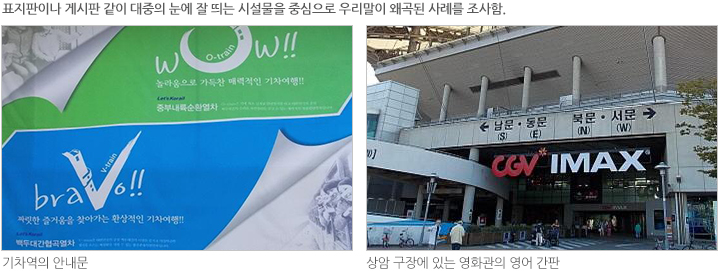 표지판이나 게시판 같이 대중의 눈에 잘 띄는 시설물을 중심으로 우리말이 왜곡된 사례를 조사함.
wow!!
O-train
놀라움으로 가득찬 매력적인 기차여행!!
Let's Korail
중부내륙순환열차
V-train
braVo!!
짜릿한 즐거움을 찾아가는 환상적인 기차여행!!
Let's Korail
백두대간협곡열차
← 남문·동문 북문·서문 →
(S) (E) (N) (W)
CGV IMAX
기차역의 안내문
상암 구장에 있는 영화관의 영어 간판